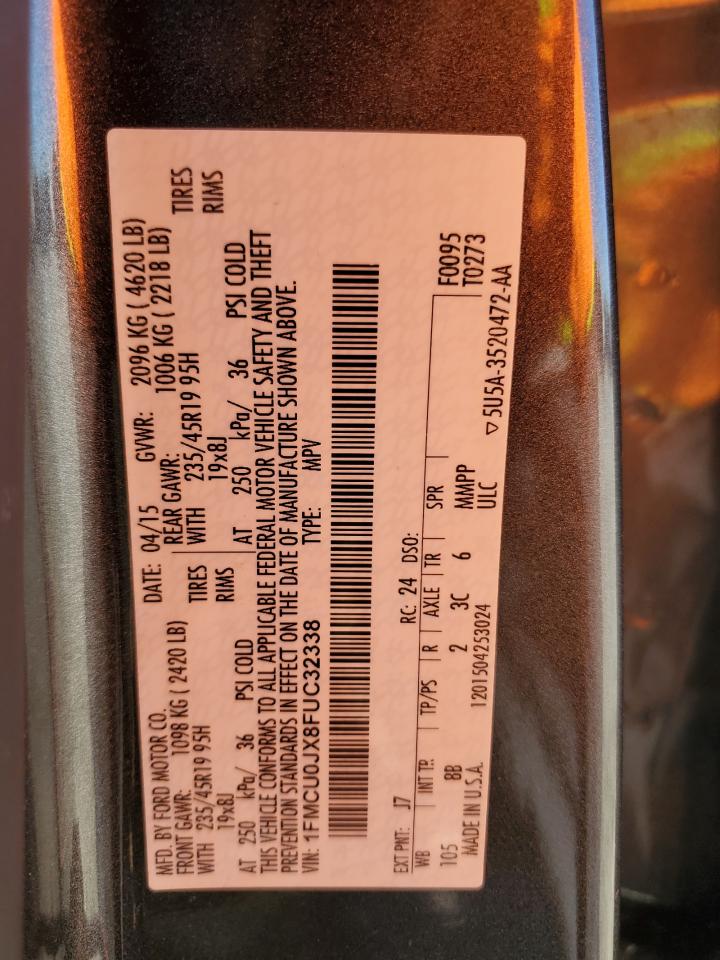 MFD. BY FORD MOTOR CO.
DATE: 04/15 GVWR: 2096 KG ( 4620 LB)
FRONT GAWR: 1098 KG ( 2420 LB) REAR GAWR: 1006 KG ( 2218 LB)
WITH 235/45R19 95H TIRES WITH 235/45R19 95H TIRES
19x8J RIMS 19x8J RIMS
AT 250 kPa/ 36 PSI COLD AT 250 kPa/ 36 PSI COLD
THIS VEHICLE CONFORMS TO ALL APPLICABLE FEDERAL MOTOR VEHICLE SAFETY AND THEFT
PREVENTION STANDARDS IN EFFECT ON THE DATE OF MANUFACTURE SHOWN ABOVE.
VIN: 1FMCU0JX8FUC32338 TYPE: MPV
EXT PNT: J7 RC: 24 DSO: F0095
WB INT TR. TP/PS R AXLE TR SPR T0273
105 8B 2 3C 6 MMPP
MADE IN U.S.A. 1201504253024 ULC ▽5U5A-3520472-AA